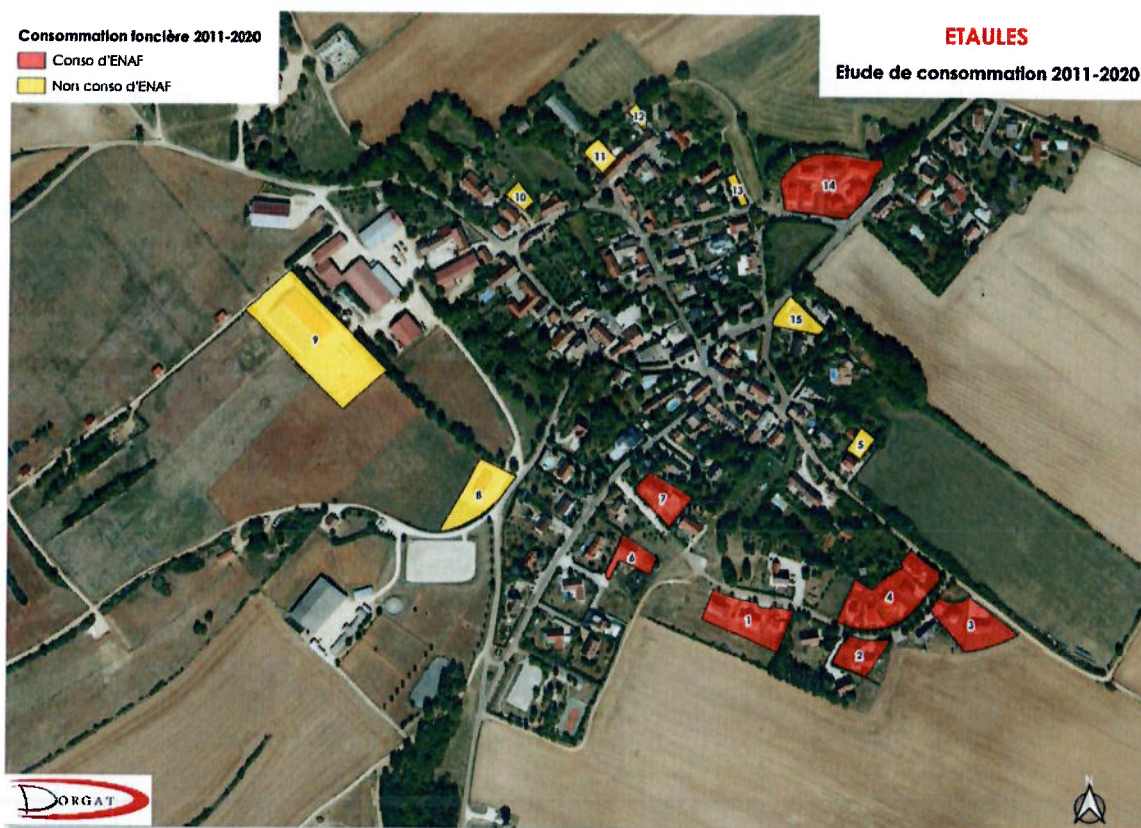 Consommation foncière 2011-2020
Conso d'ENAF
Non conso d'ENAF
ETAULES
Etude de consommation 2011-2020
12
11
10
13
14
9
15
5
8
7
6
4
1
3
2
DORGAT
N